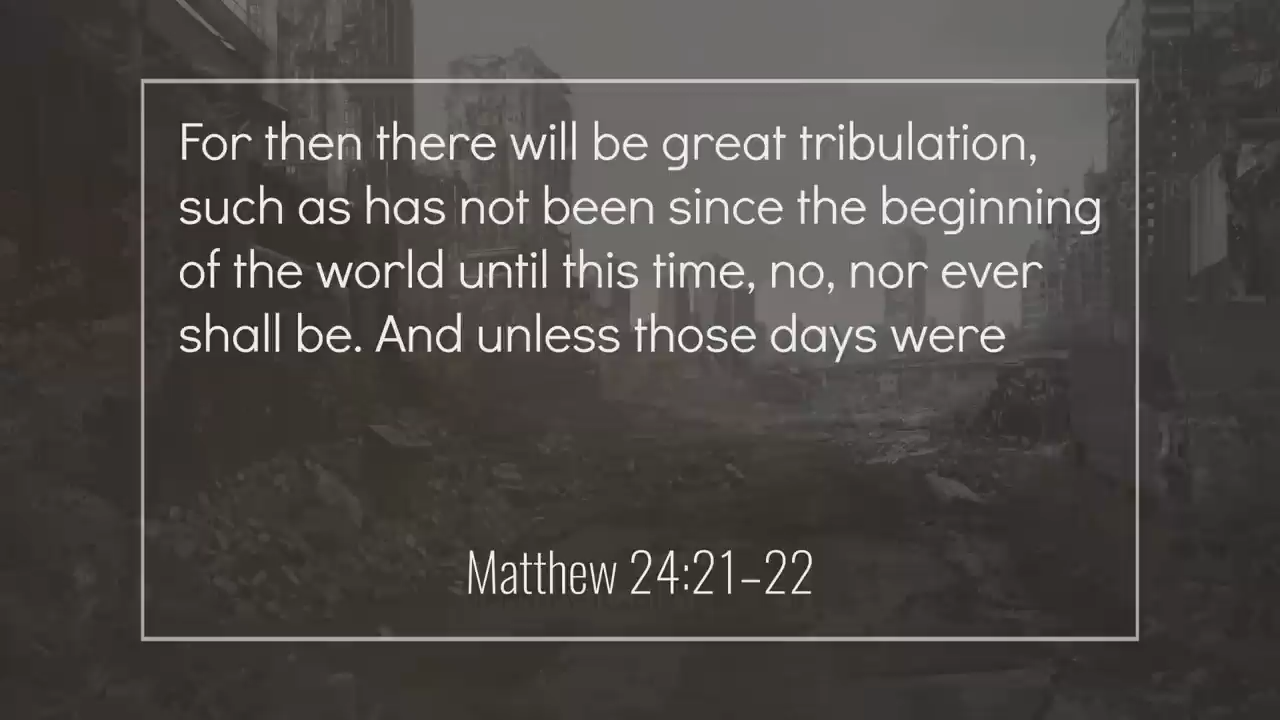 For then there will be great tribulation,
such as has not been since the beginning
of the world until this time, no, nor ever
shall be. And unless those days were
Matthew 24:21–22